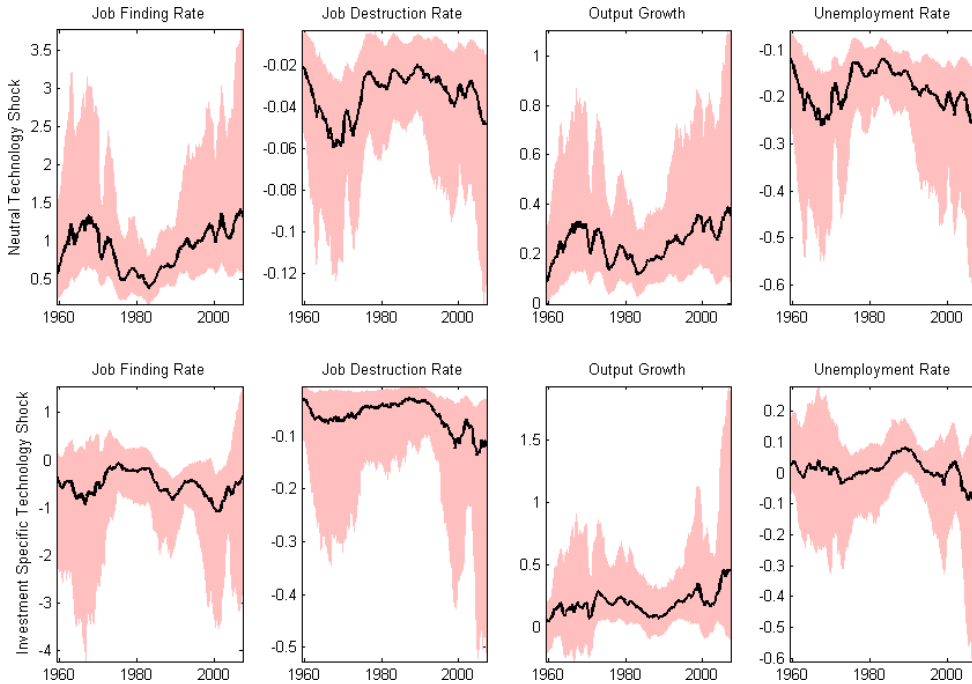 Job Finding Rate
Job Destruction Rate
Output Growth
Unemployment Rate
Neutral Technology Shock
3.5
3
2.5
2
1.5
1
0.5
1960 1980 2000
-0.02
-0.04
-0.06
-0.08
-0.1
-0.12
1960 1980 2000
1
0.8
0.6
0.4
0.2
0
1960 1980 2000
-0.1
-0.2
-0.3
-0.4
-0.5
-0.6
1960 1980 2000
Job Finding Rate
Job Destruction Rate
Output Growth
Unemployment Rate
Investment Specific Technology Shock
1
0
-1
-2
-3
-4
1960 1980 2000
-0.1
-0.2
-0.3
-0.4
-0.5
1960 1980 2000
1.5
1
0.5
0
1960 1980 2000
0.2
0.1
0
-0.1
-0.2
-0.3
-0.4
-0.5
-0.6
1960 1980 2000